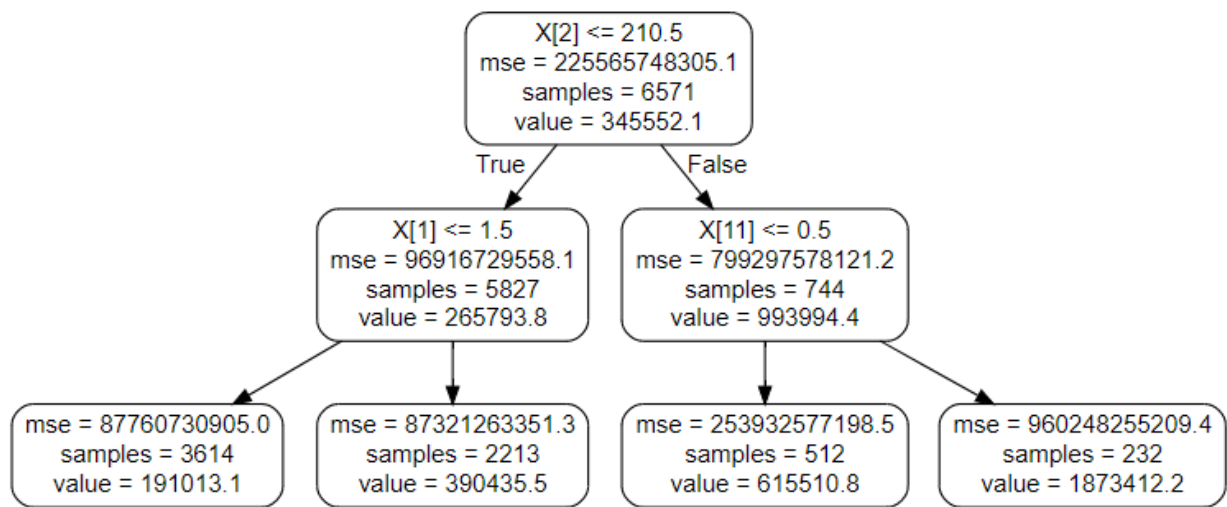 X[2] <= 210.5
mse = 225565748305.1
samples = 6571
value = 345552.1
True
False
X[1] <= 1.5
mse = 96916729558.1
samples = 5827
value = 265793.8
X[11] <= 0.5
mse = 799297578121.2
samples = 744
value = 993994.4
mse = 87760730905.0
samples = 3614
value = 191013.1
mse = 87321263351.3
samples = 2213
value = 390435.5
mse = 253932577198.5
samples = 512
value = 615510.8
mse = 960248255209.4
samples = 232
value = 1873412.2